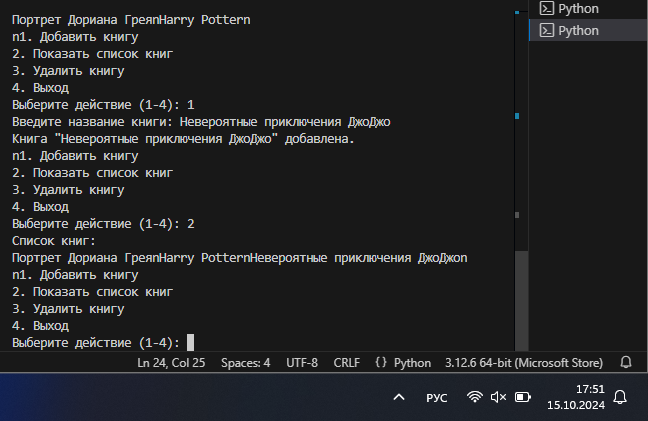 Портрет Дориана ГреяnHarry Pottern
n1. Добавить книгу
2. Показать список книг
3. Удалить книгу
4. Выход
Выберите действие (1-4): 1
Введите название книги: Невероятные приключения ДжоДжо
Книга "Невероятные приключения ДжоДжо" добавлена.
n1. Добавить книгу
2. Показать список книг
3. Удалить книгу
4. Выход
Выберите действие (1-4): 2
Список книг:
Портрет Дориана ГреяnHarry PotternНевероятные приключения ДжоДжоn
n1. Добавить книгу
2. Показать список книг
3. Удалить книгу
4. Выход
Выберите действие (1-4):
Python
Python
Ln 24, Col 25 Spaces: 4 UTF-8 CRLF {} Python 3.12.6 64-bit (Microsoft Store)
РУС
17:51
15.10.2024